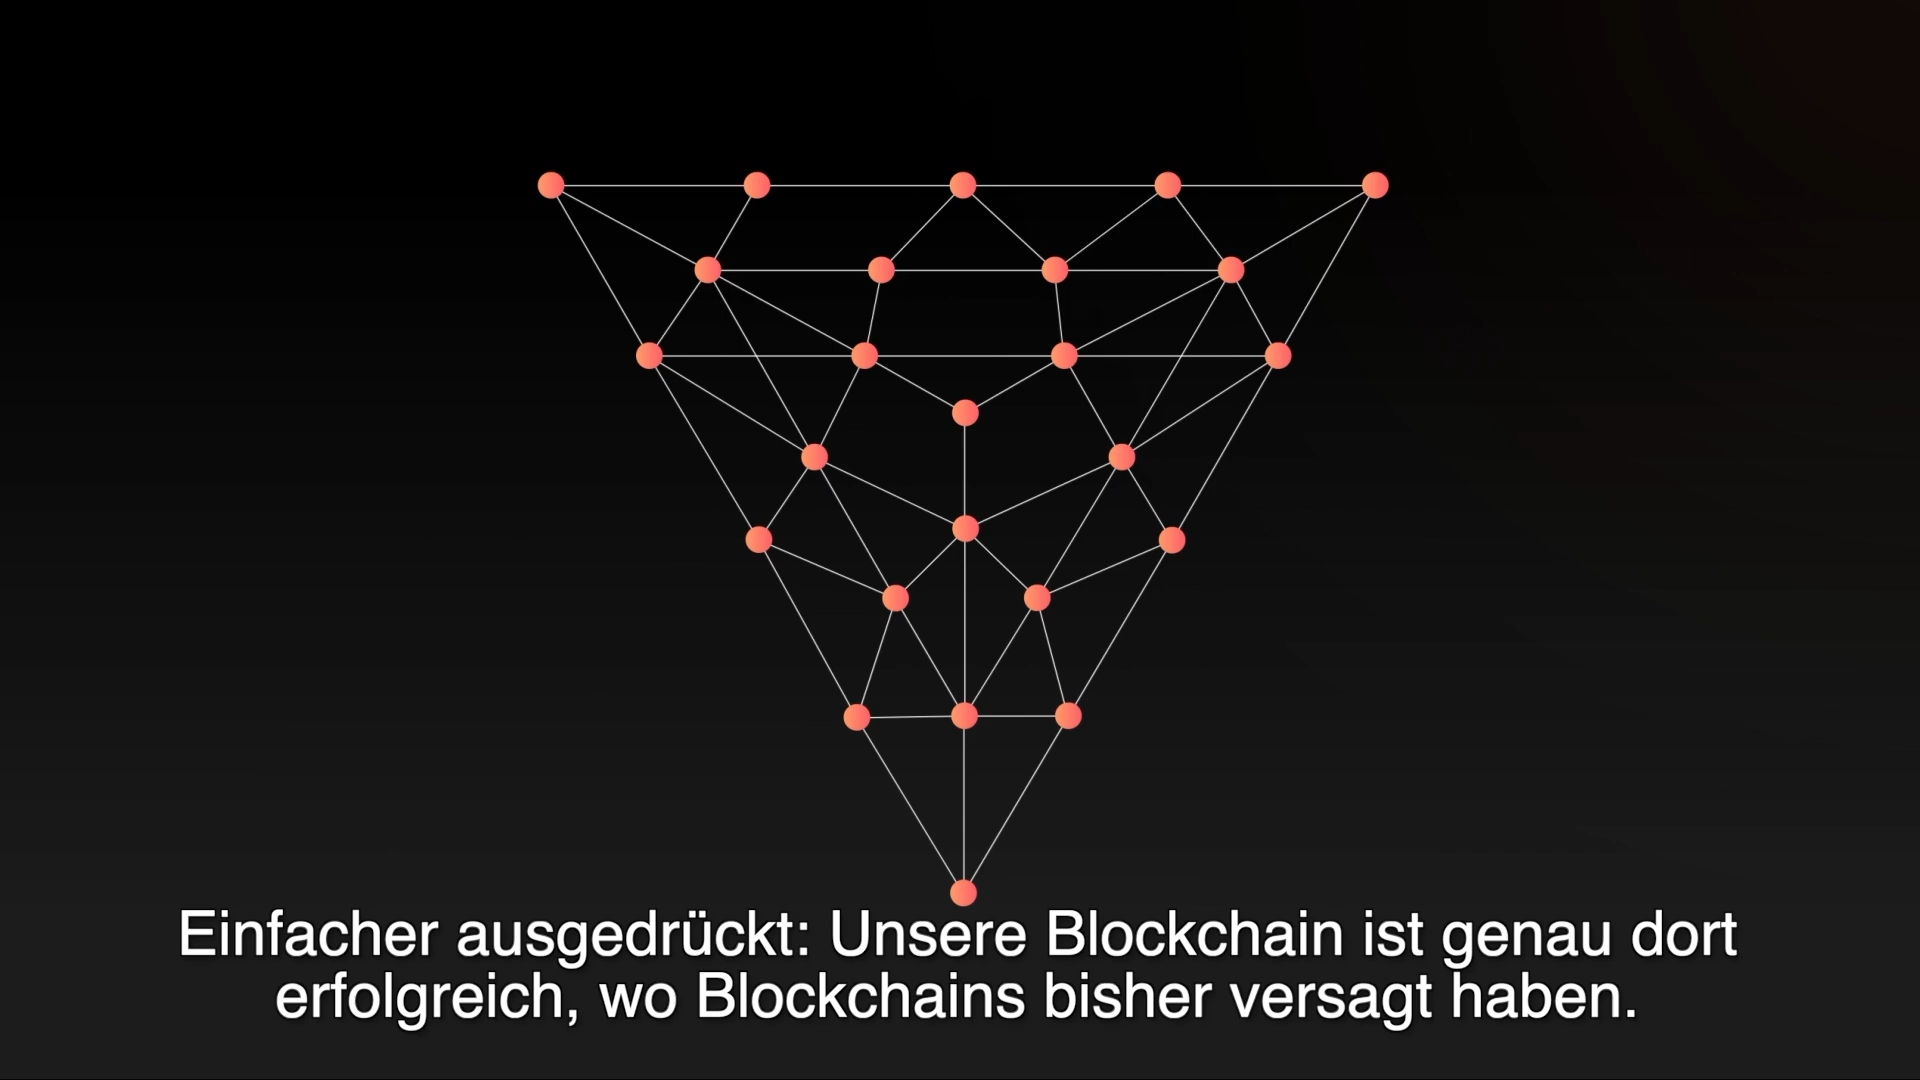 Einfacher ausgedrückt: Unsere Blockchain ist genau dort
erfolgreich, wo Blockchains bisher versagt haben.